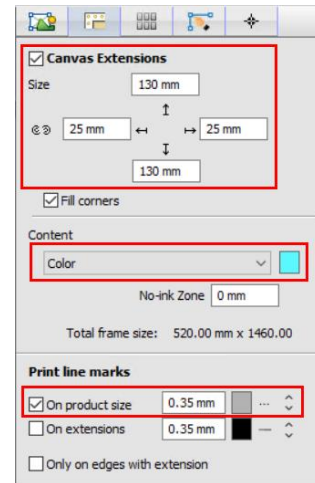 Canvas Extensions
Size 130 mm
25 mm 25 mm
130 mm
Fill corners
Content
Color
No-ink Zone 0 mm
Total frame size: 520.00 mm x 1460.00
Print line marks
On product size 0.35 mm ...
On extensions 0.35 mm
Only on edges with extension